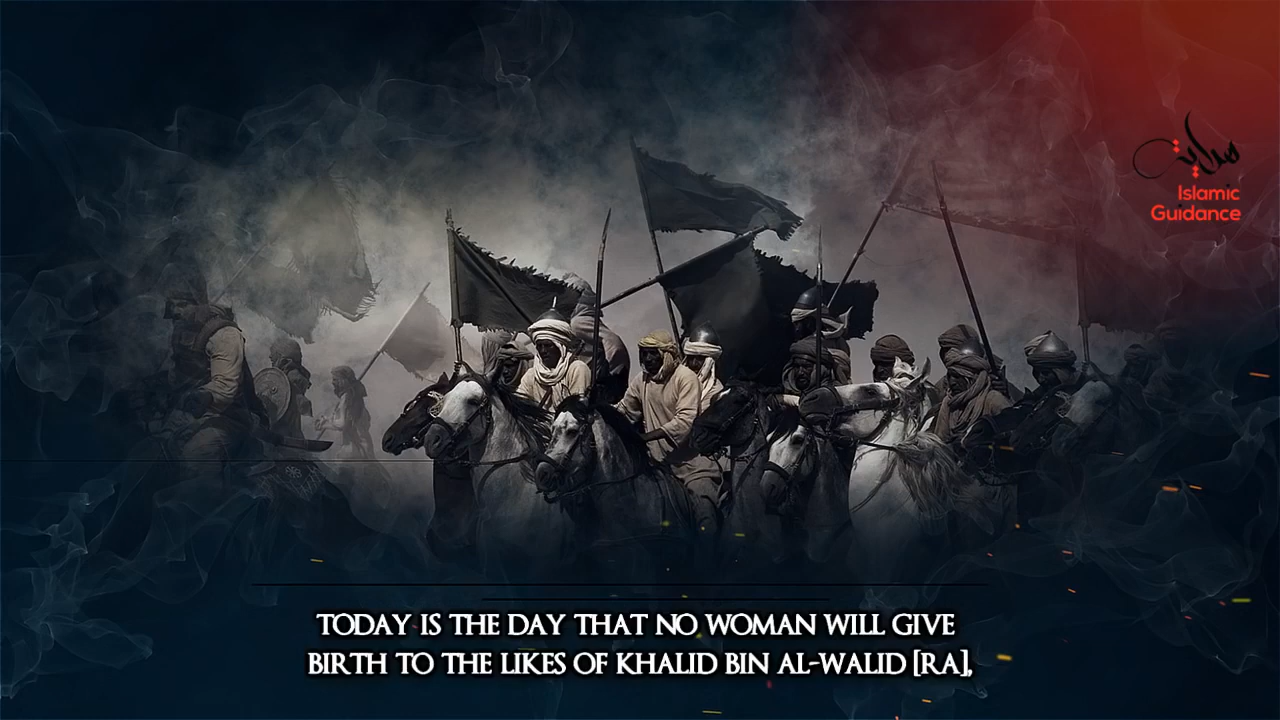 هداية
Islamic
Guidance
TODAY IS THE DAY THAT NO WOMAN WILL GIVE
BIRTH TO THE LIKES OF KHALID BIN AL-WALID [RA],